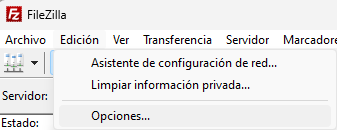 FileZilla
Archivo Edición Ver Transferencia Servidor Marcadore
Asistente de configuración de red...
Limpiar información privada...
Servidor:
Opciones...
Estado: